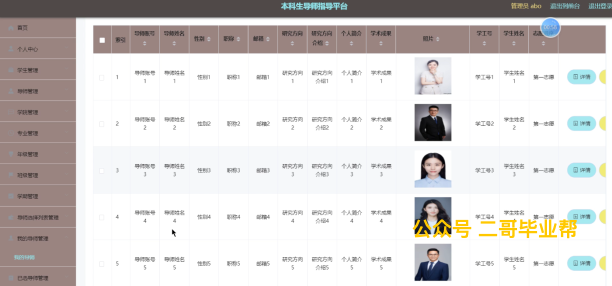 本科生导师指导平台
管理员 abo 退出到前台 退出登录
首页
个人中心
学生管理
导师管理
学院管理
专业管理
年级管理
班级管理
学期管理
我的导师管理
已选导师管理
索引 导师账号 导师姓名 性别 职称 邮箱 研究方向 研究方向介绍 个人简介 学术成果 照片 学工号 学生姓名
1 导师账号1 导师姓名1 性别1 职称1 邮箱1 研究方向1 研究方向介绍1 个人简介1 学术成果1 学工号1 学生姓名1 第一志愿 详情
2 导师账号2 导师姓名2 性别2 职称2 邮箱2 研究方向2 研究方向介绍2 个人简介2 学术成果2 学工号2 学生姓名2 第一志愿 详情
3 导师账号3 导师姓名3 性别3 职称3 邮箱3 研究方向3 研究方向介绍3 个人简介3 学术成果3 学工号3 学生姓名3 第一志愿 详情
4 导师账号4 导师姓名4 性别4 职称4 邮箱4 研究方向4 研究方向介绍4 个人简介4 学术成果4 学工号4 学生姓名4 第一志愿 详情
公众号 二哥毕业帮
5 导师账号5 导师姓名5 性别5 职称5 邮箱5 研究方向5 研究方向介绍5 个人简介5 学术成果5 学工号5 学生姓名5 第一志愿 详情